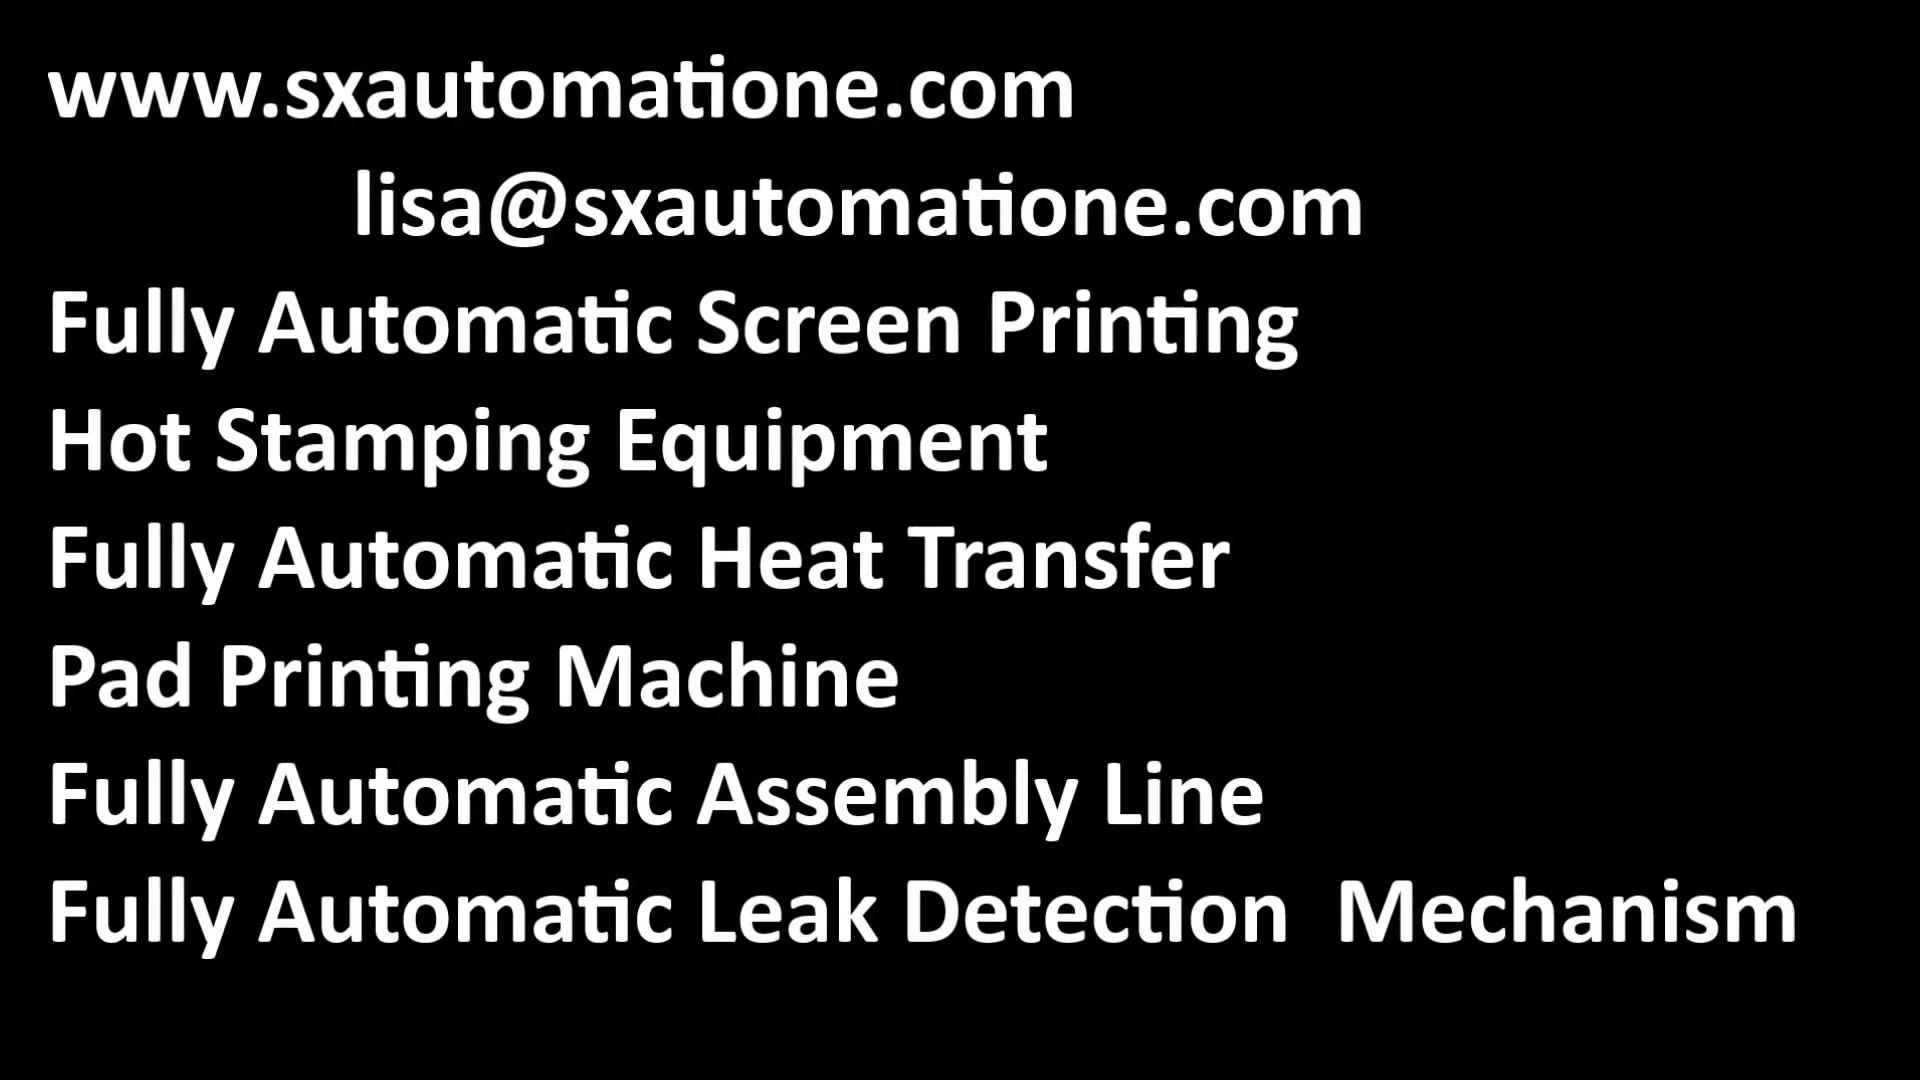 www.sxautomatione.com
lisa@sxautomatione.com
Fully Automatic Screen Printing
Hot Stamping Equipment
Fully Automatic Heat Transfer
Pad Printing Machine
Fully Automatic Assembly Line
Fully Automatic Leak Detection  Mechanism